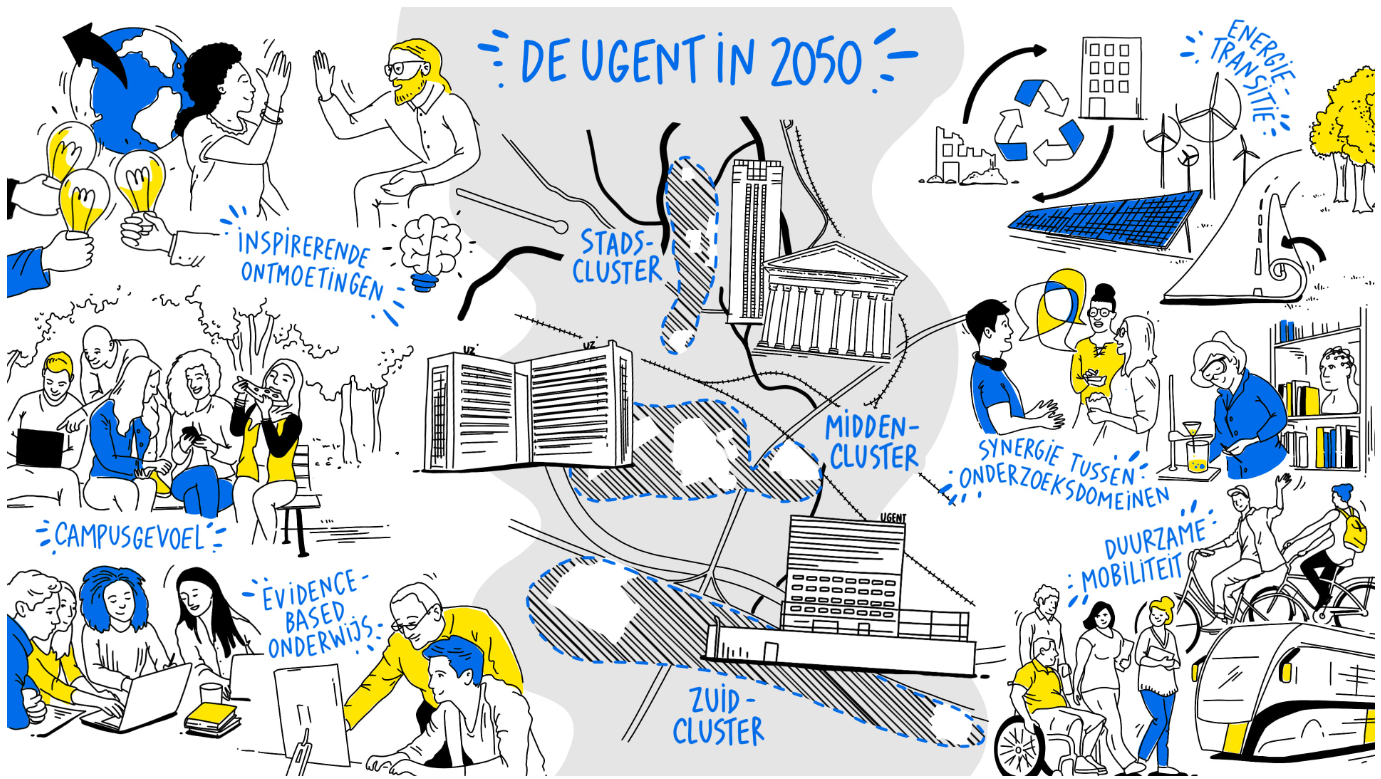 DE UGENT IN 2050
ENERGIE-
TRANSITIE
INSPIRERENDE
ONTMOETINGEN
STADS-
CLUSTER
UZ
UZ
MIDDEN-
CLUSTER
SYNERGIE TUSSEN
ONDERZOEKSDOMEINEN
CAMPUSGEVOEL
UGENT
DUURZAME
MOBILITEIT
EVIDENCE-
BASED
ONDERWIJS
ZUID-
CLUSTER